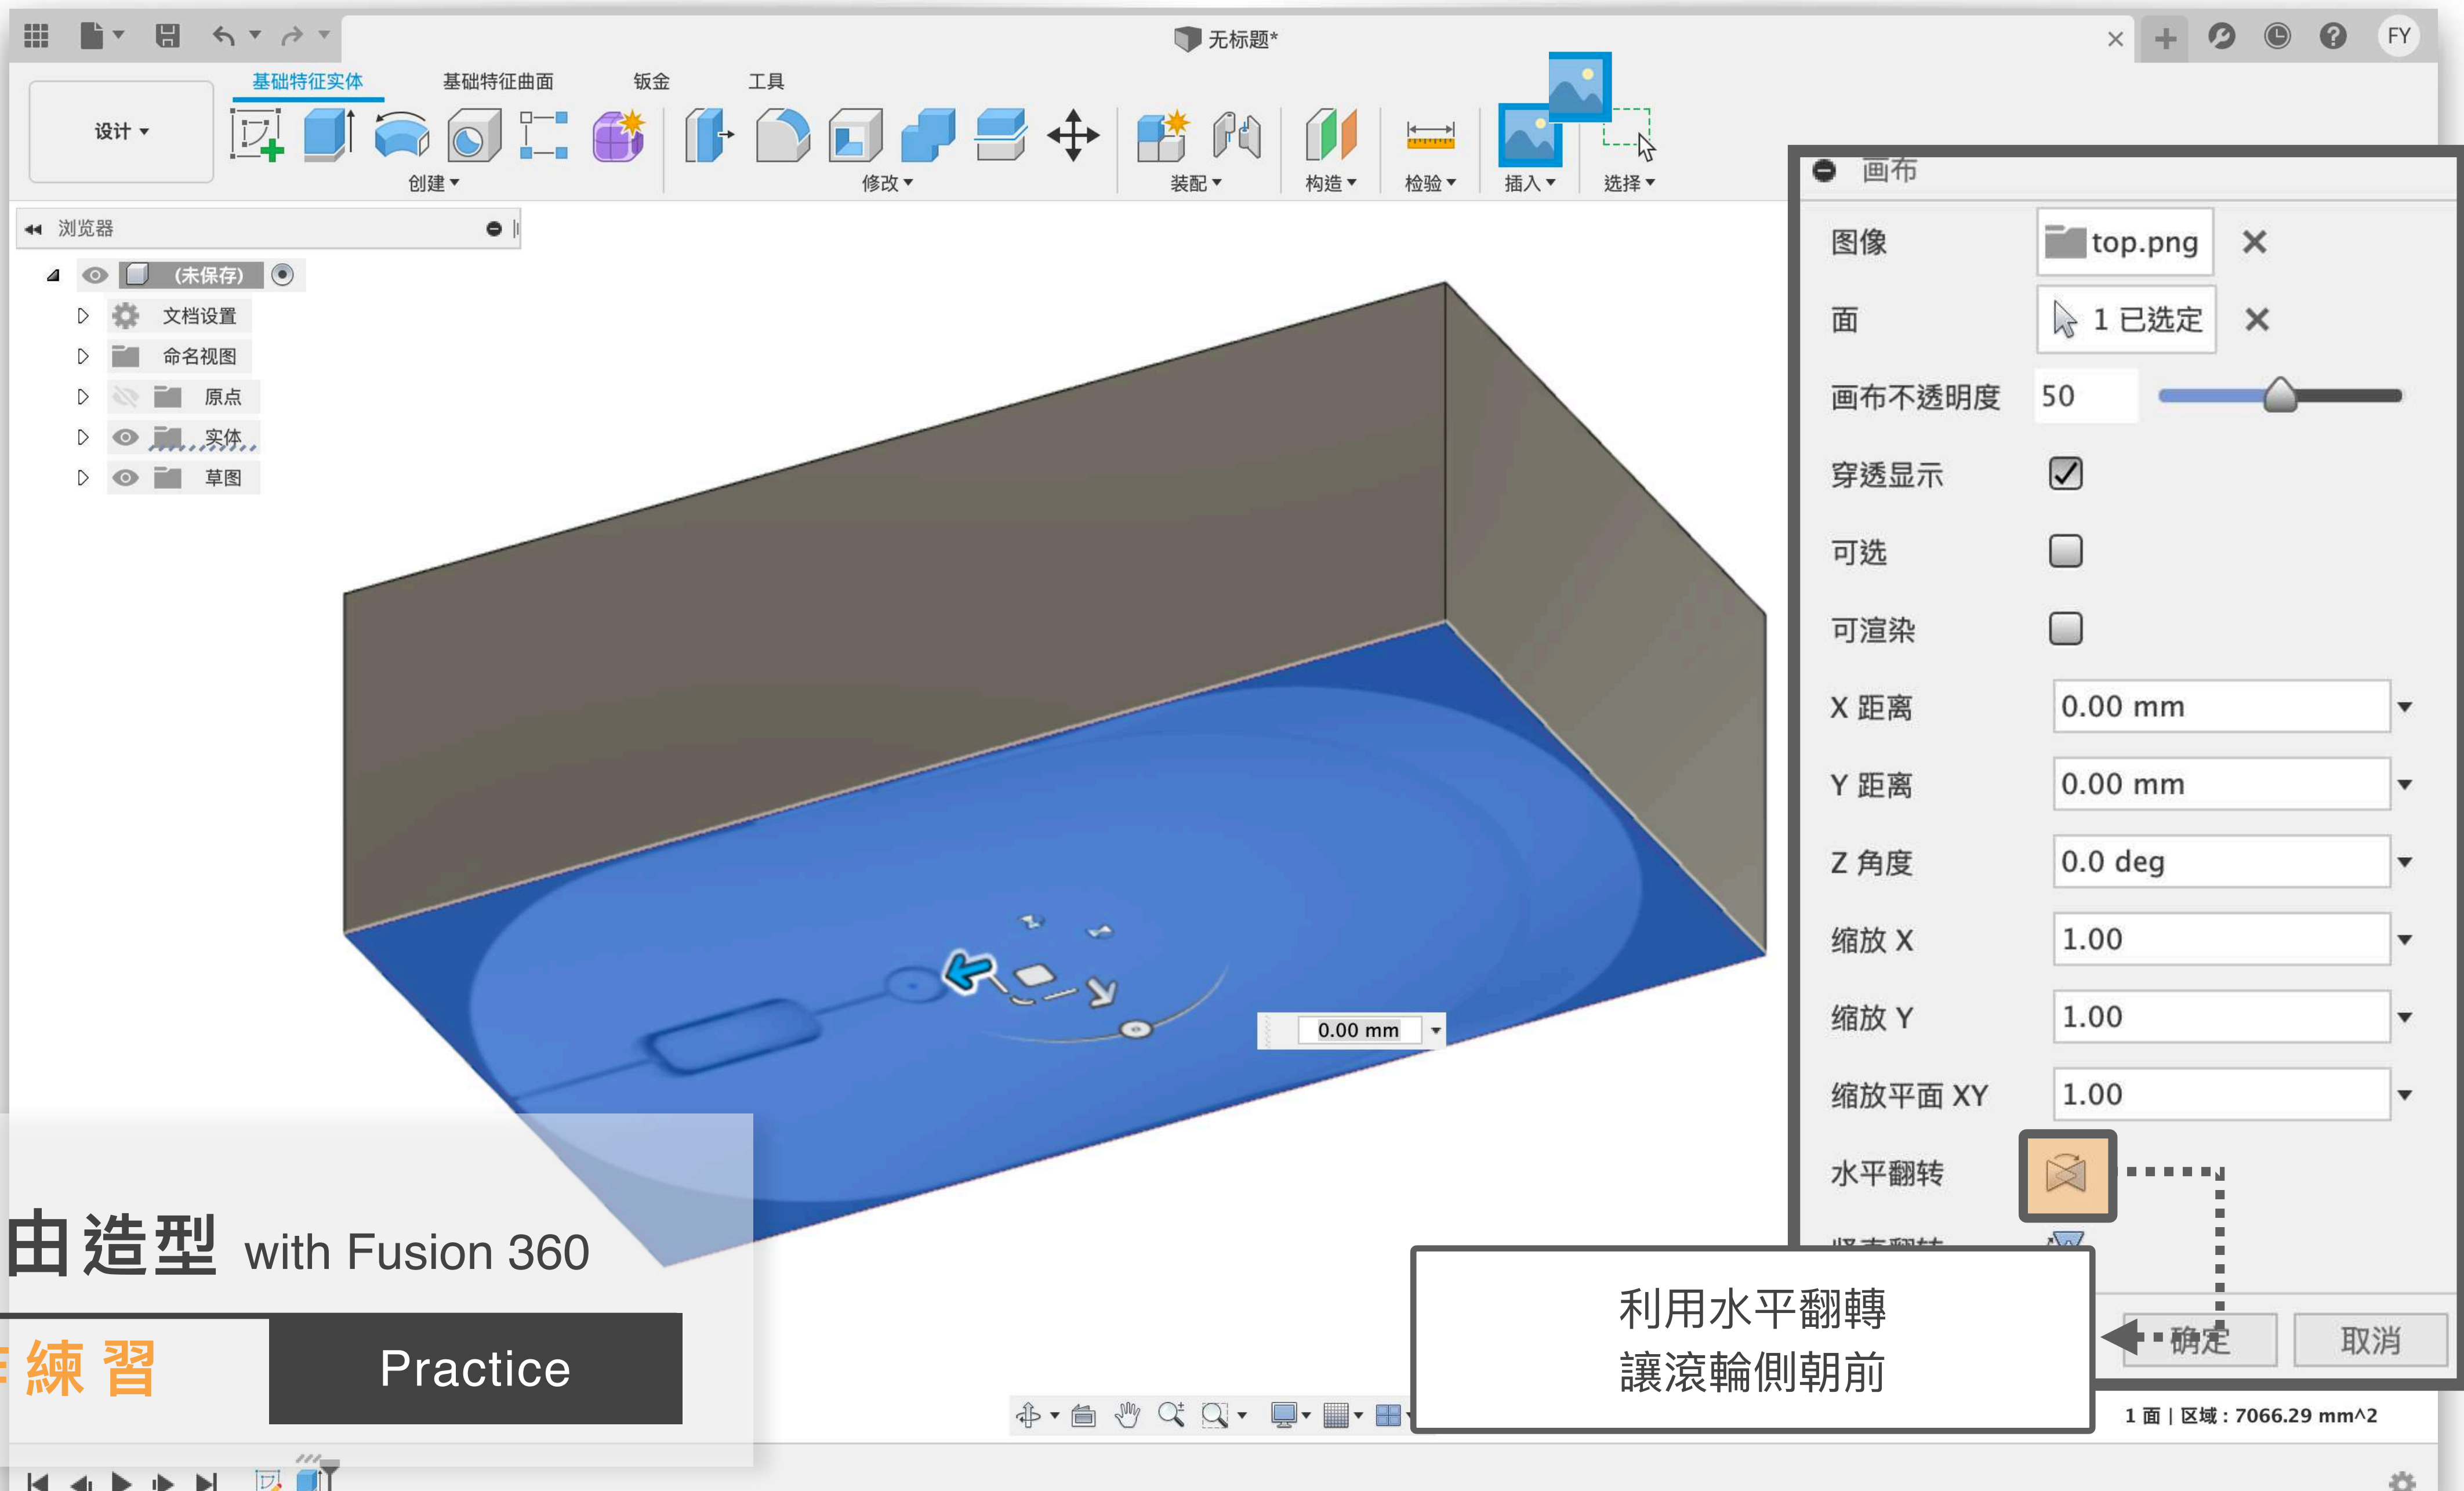 无标题*
FY
基础特征实体
基础特征曲面
钣金
工具
设计
创建
修改
装配
构造
检验
插入
选择
浏览器
(未保存)
文档设置
命名视图
原点
实体
草图
画布
图像
top.png
面
1 已选定
画布不透明度
50
穿透显示
可选
可渲染
X 距离
0.00 mm
Y 距离
0.00 mm
Z 角度
0.0 deg
缩放 X
1.00
缩放 Y
1.00
缩放平面 XY
1.00
水平翻转
确定
取消
0.00 mm
利用水平翻轉
讓滾輪側朝前
由造型 with Fusion 360
練習
Practice
1 面 | 区域 : 7066.29 mm^2